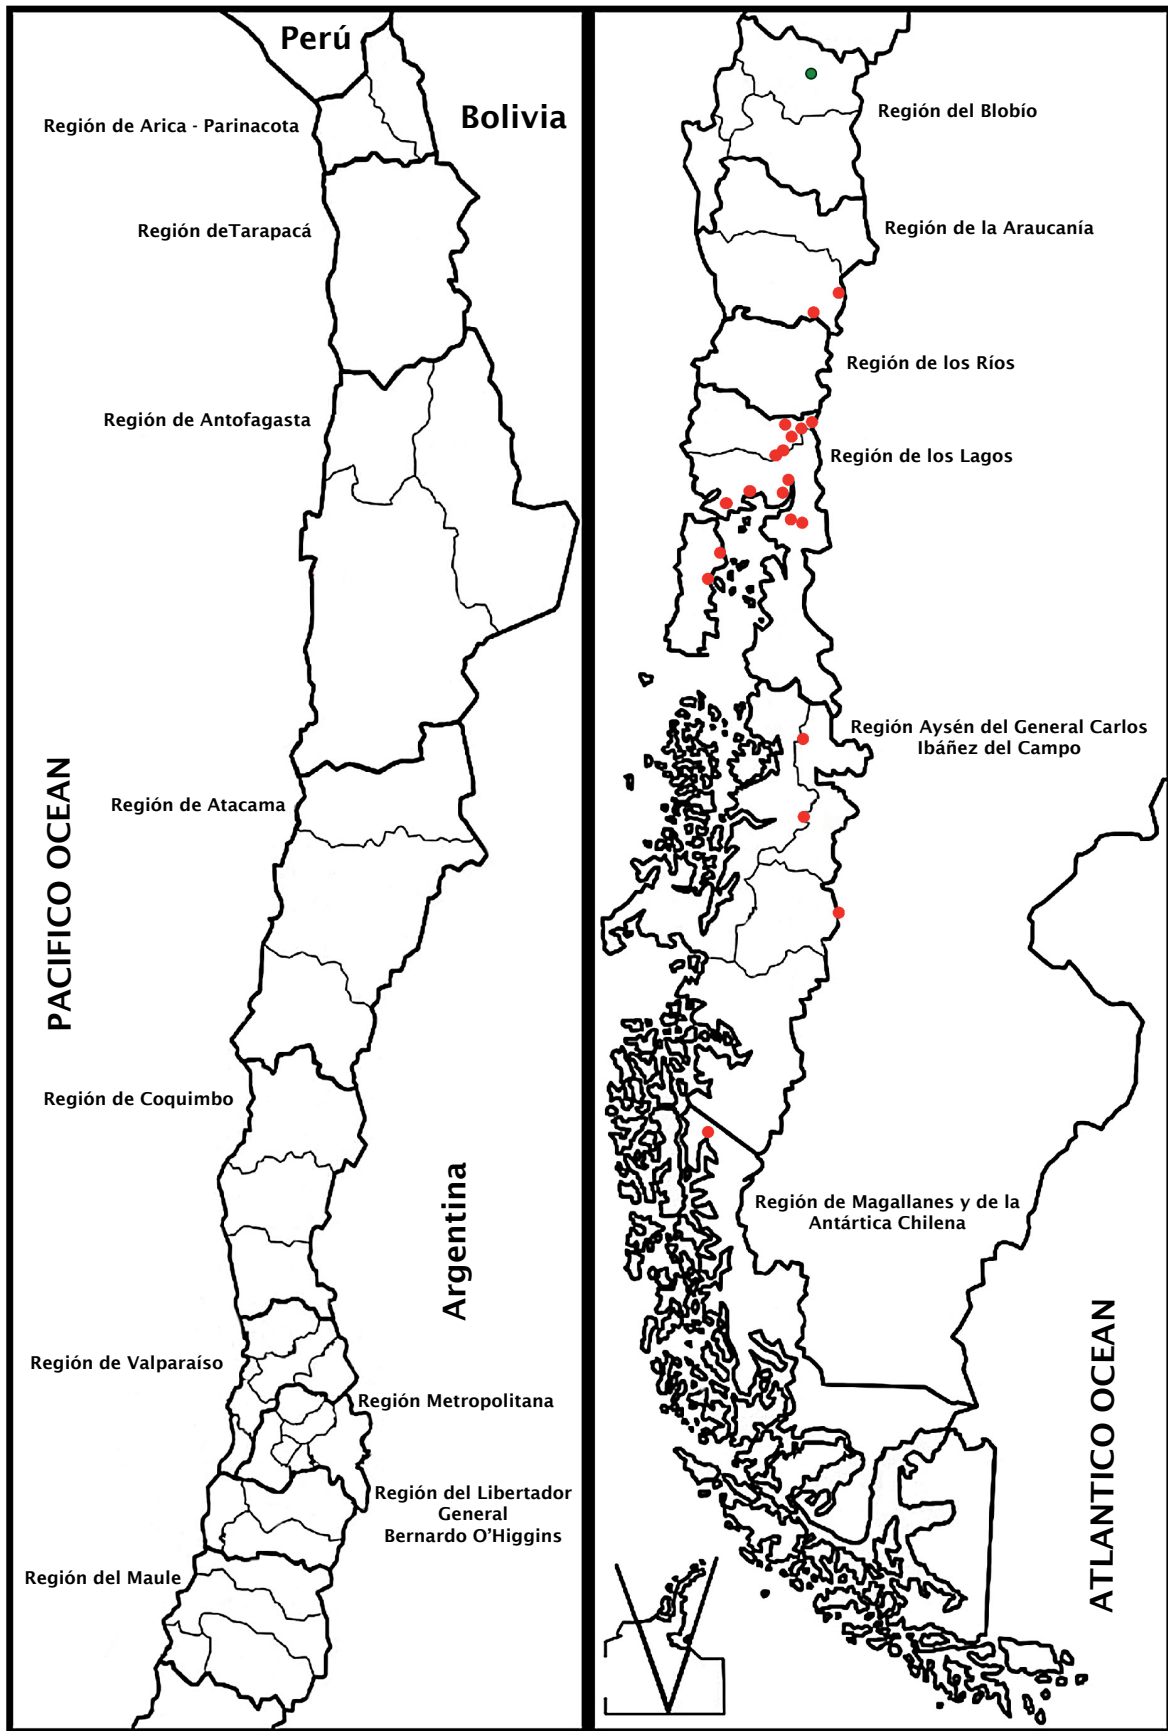 Perú
Bolivia
Región de Arica - Parinacota
Región deTarapacá
Región de Antofagasta
PACIFICO OCEAN
Región de Atacama
Región de Coquimbo
Argentina
Región de Valparaíso
Región Metropolitana
Región del Libertador
General
Bernardo O'Higgins
Región del Maule
Región del Blobío
Región de la Araucanía
Región de los Ríos
Región de los Lagos
Región Aysén del General Carlos
Ibáñez del Campo
Región de Magallanes y de la
Antártica Chilena
ATLANTICO OCEAN